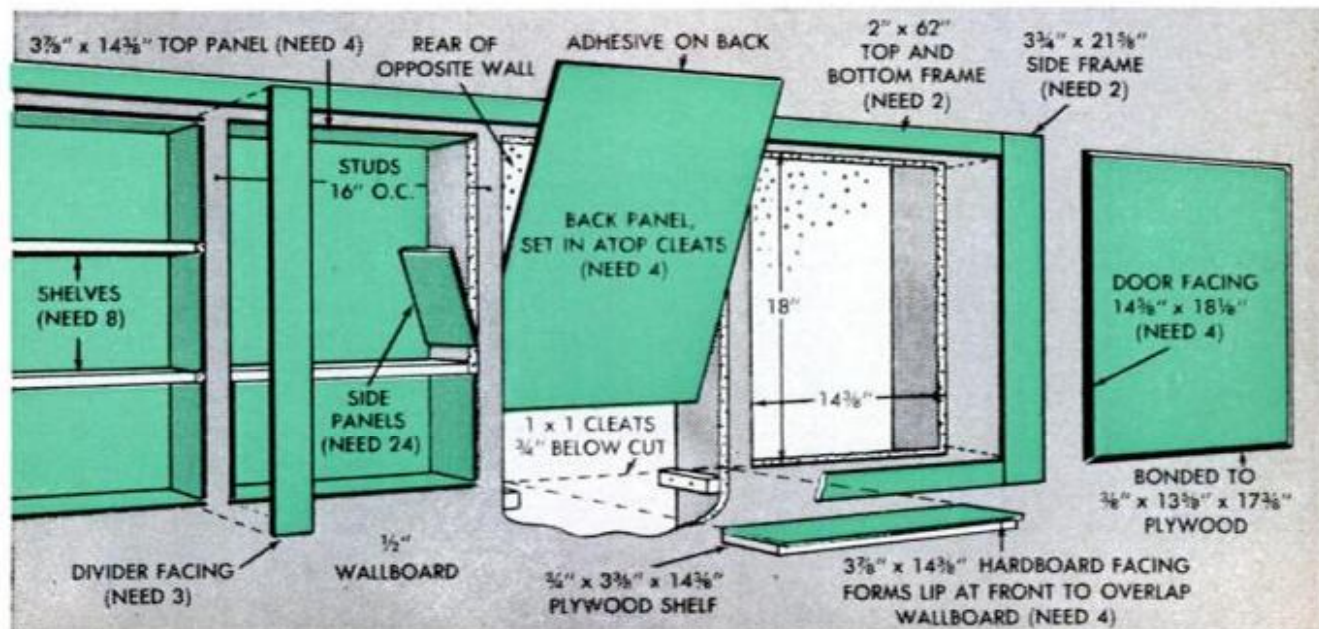 3⅞" x 14⅜" TOP PANEL (NEED 4)
REAR OF
OPPOSITE WALL
ADHESIVE ON BACK
2" x 62"
TOP AND
BOTTOM FRAME
(NEED 2)
3¾" x 21⅝"
SIDE FRAME
(NEED 2)
STUDS
16" O.C.
BACK PANEL,
SET IN ATOP CLEATS
(NEED 4)
SHELVES
(NEED 8)
18"
DOOR FACING
14⅜" x 18⅛"
(NEED 4)
SIDE
PANELS
(NEED 24)
14⅜"
1 x 1 CLEATS
¾" BELOW CUT
BONDED TO
⅜" x 13⅝" x 17⅜"
PLYWOOD
DIVIDER FACING
(NEED 3)
½"
WALLBOARD
¾" x 3⅜" x 14⅜"
PLYWOOD SHELF
3⅞" x 14⅜" HARDBOARD FACING
FORMS LIP AT FRONT TO OVERLAP
WALLBOARD (NEED 4)